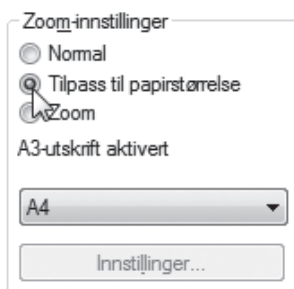 Zoom-innstillinger
Normal
Tilpass til papirstørrelse
Zoom
A3-utskrift aktivert
A4
Innstillinger...